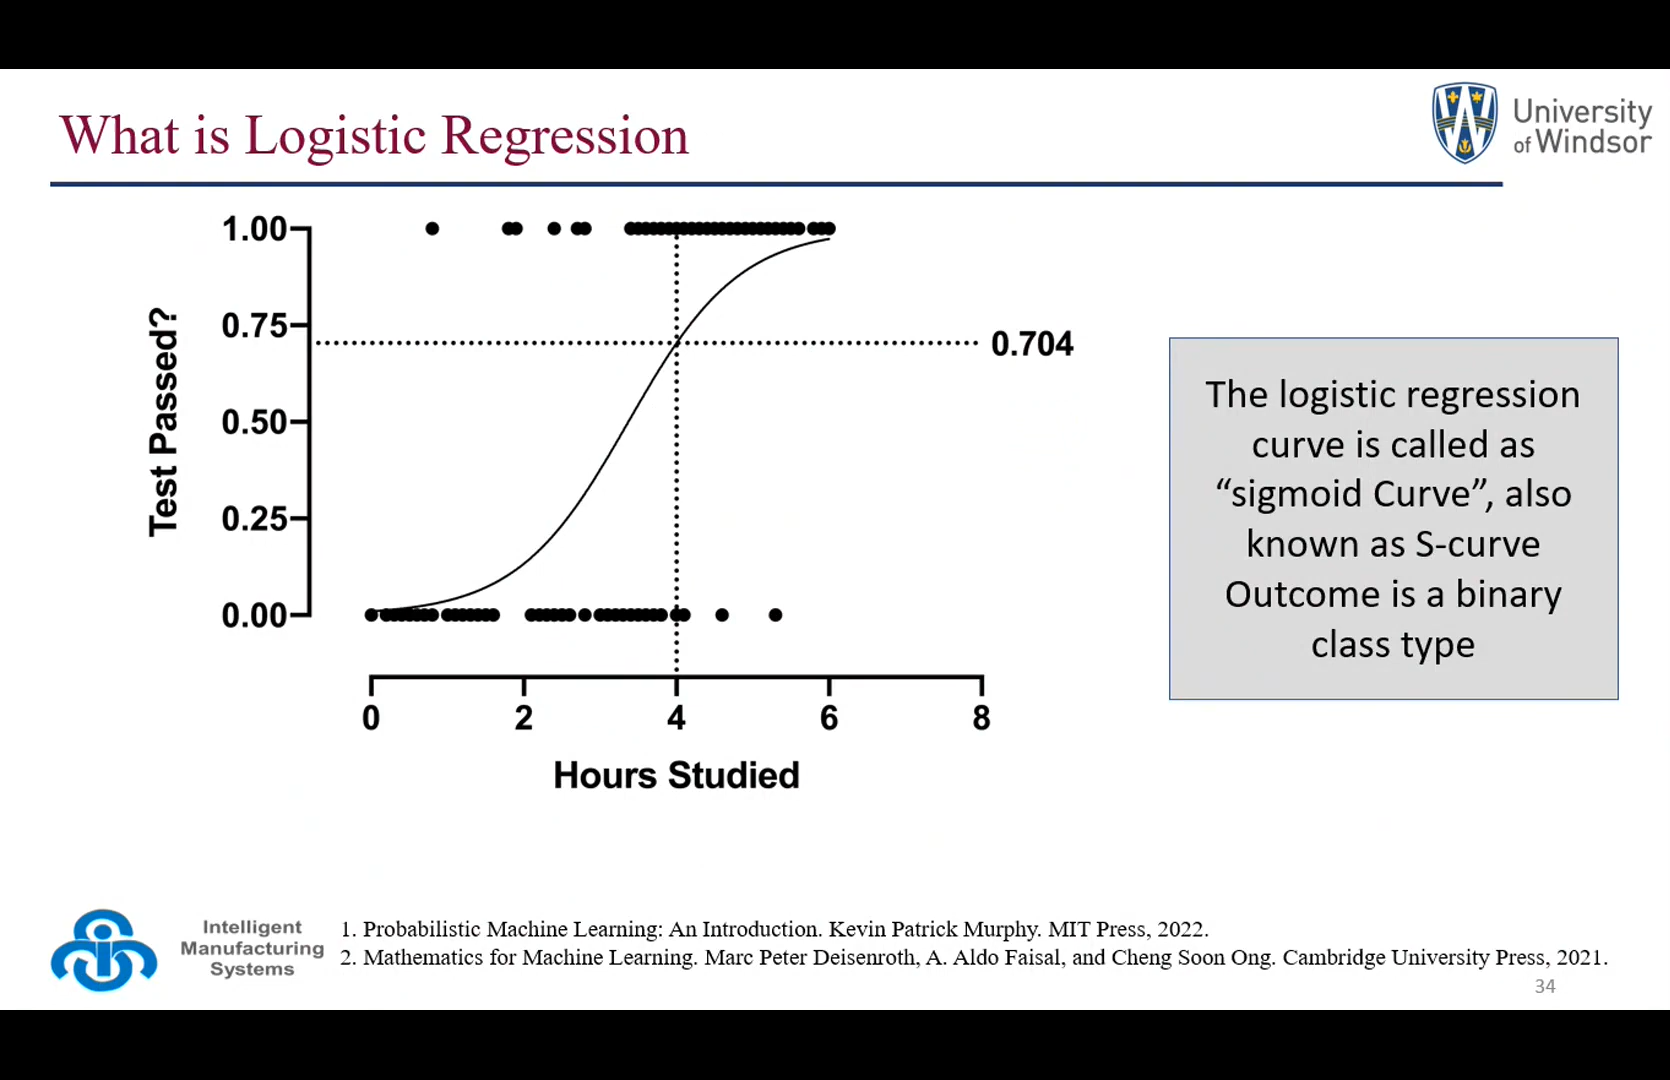 What is Logistic Regression
University
of Windsor
1.00
0.75
0.704
0.50
0.25
0.00
Test Passed?
0 2 4 6 8
Hours Studied
The logistic regression
curve is called as
“sigmoid Curve”, also
known as S-curve
Outcome is a binary
class type
Intelligent
Manufacturing
Systems
1. Probabilistic Machine Learning: An Introduction. Kevin Patrick Murphy. MIT Press, 2022.
2. Mathematics for Machine Learning. Marc Peter Deisenroth, A. Aldo Faisal, and Cheng Soon Ong. Cambridge University Press, 2021.
34